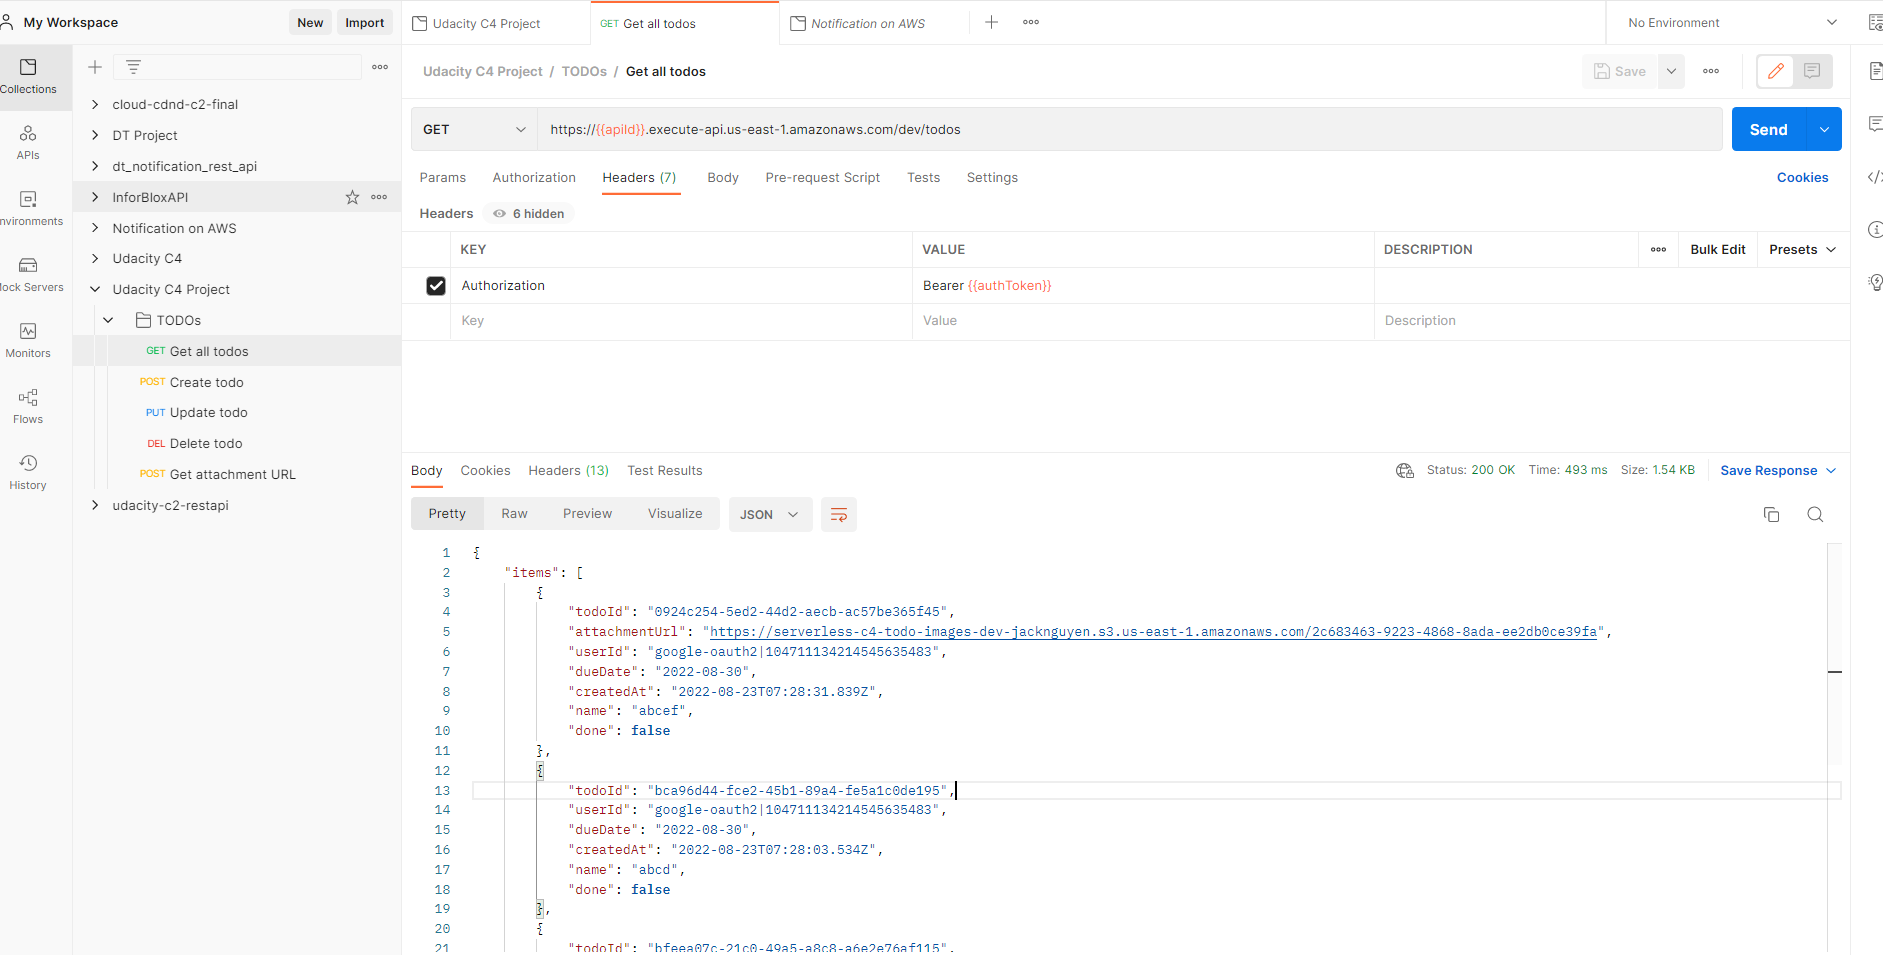 My Workspace
New
Import
Udacity C4 Project
GET Get all todos
Notification on AWS
No Environment
Collections
APIs
nvironments
Mock Servers
Monitors
Flows
History
cloud-cdnd-c2-final
DT Project
dt_notification_rest_api
InforBloxAPI
Notification on AWS
Udacity C4
Udacity C4 Project
TODOs
GET Get all todos
POST Create todo
PUT Update todo
DEL Delete todo
POST Get attachment URL
udacity-c2-restapi
Udacity C4 Project / TODOs / Get all todos
Save
GET
https://{{apiId}}.execute-api.us-east-1.amazonaws.com/dev/todos
Send
Params Authorization Headers (7) Body Pre-request Script Tests Settings
Cookies
Headers 6 hidden
KEY VALUE DESCRIPTION Bulk Edit Presets
Authorization Bearer {{authToken}}
Key Value Description
Body Cookies Headers (13) Test Results
Status: 200 OK Time: 493 ms Size: 1.54 KB Save Response
Pretty Raw Preview Visualize JSON
1 {
2 "items": [
3 {
4 "todoId": "0924c254-5ed2-44d2-aecb-ac57be365f45",
5 "attachmentUrl": "https://serverless-c4-todo-images-dev-jacknguyen.s3.us-east-1.amazonaws.com/2c683463-9223-4868-8ada-ee2db0ce39fa",
6 "userId": "google-oauth2|104711134214545635483",
7 "dueDate": "2022-08-30",
8 "createdAt": "2022-08-23T07:28:31.839Z",
9 "name": "abcef",
10 "done": false
11 },
12 {
13 "todoId": "bca96d44-fce2-45b1-89a4-fe5a1c0de195",
14 "userId": "google-oauth2|104711134214545635483",
15 "dueDate": "2022-08-30",
16 "createdAt": "2022-08-23T07:28:03.534Z",
17 "name": "abcd",
18 "done": false
19 },
20 {
21 "todoId": "bfeea07c-21c0-49a5-a8c8-a6e2e76af115",